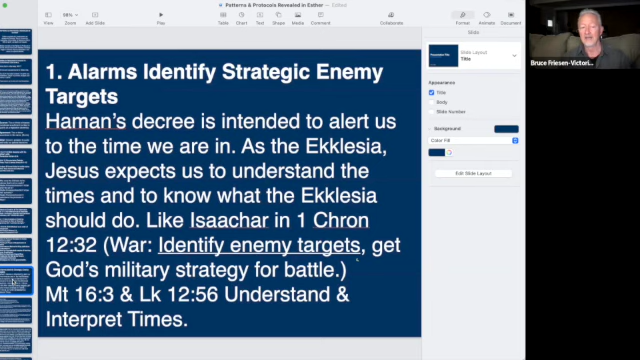 Patterns & Protocols Revealed in Esther — Edited
98%
View
Zoom
Add Slide
Play
Table
Chart
Text
Shape
Media
Comment
Collaborate
Format
Animate
Document
Slide
Slide Layout
Title
Appearance
Title
Body
Slide Number
Background
Color Fill
Edit Slide Layout
Bruce Friesen-Victori...
1. Alarms Identify Strategic Enemy
Targets
Haman's decree is intended to alert us
to the time we are in. As the Ekklesia,
Jesus expects us to understand the
times and to know what the Ekklesia
should do. Like Isaachar in 1 Chron
12:32 (War: Identify enemy targets, get
God's military strategy for battle.)
Mt 16:3 & Lk 12:56 Understand &
Interpret Times.